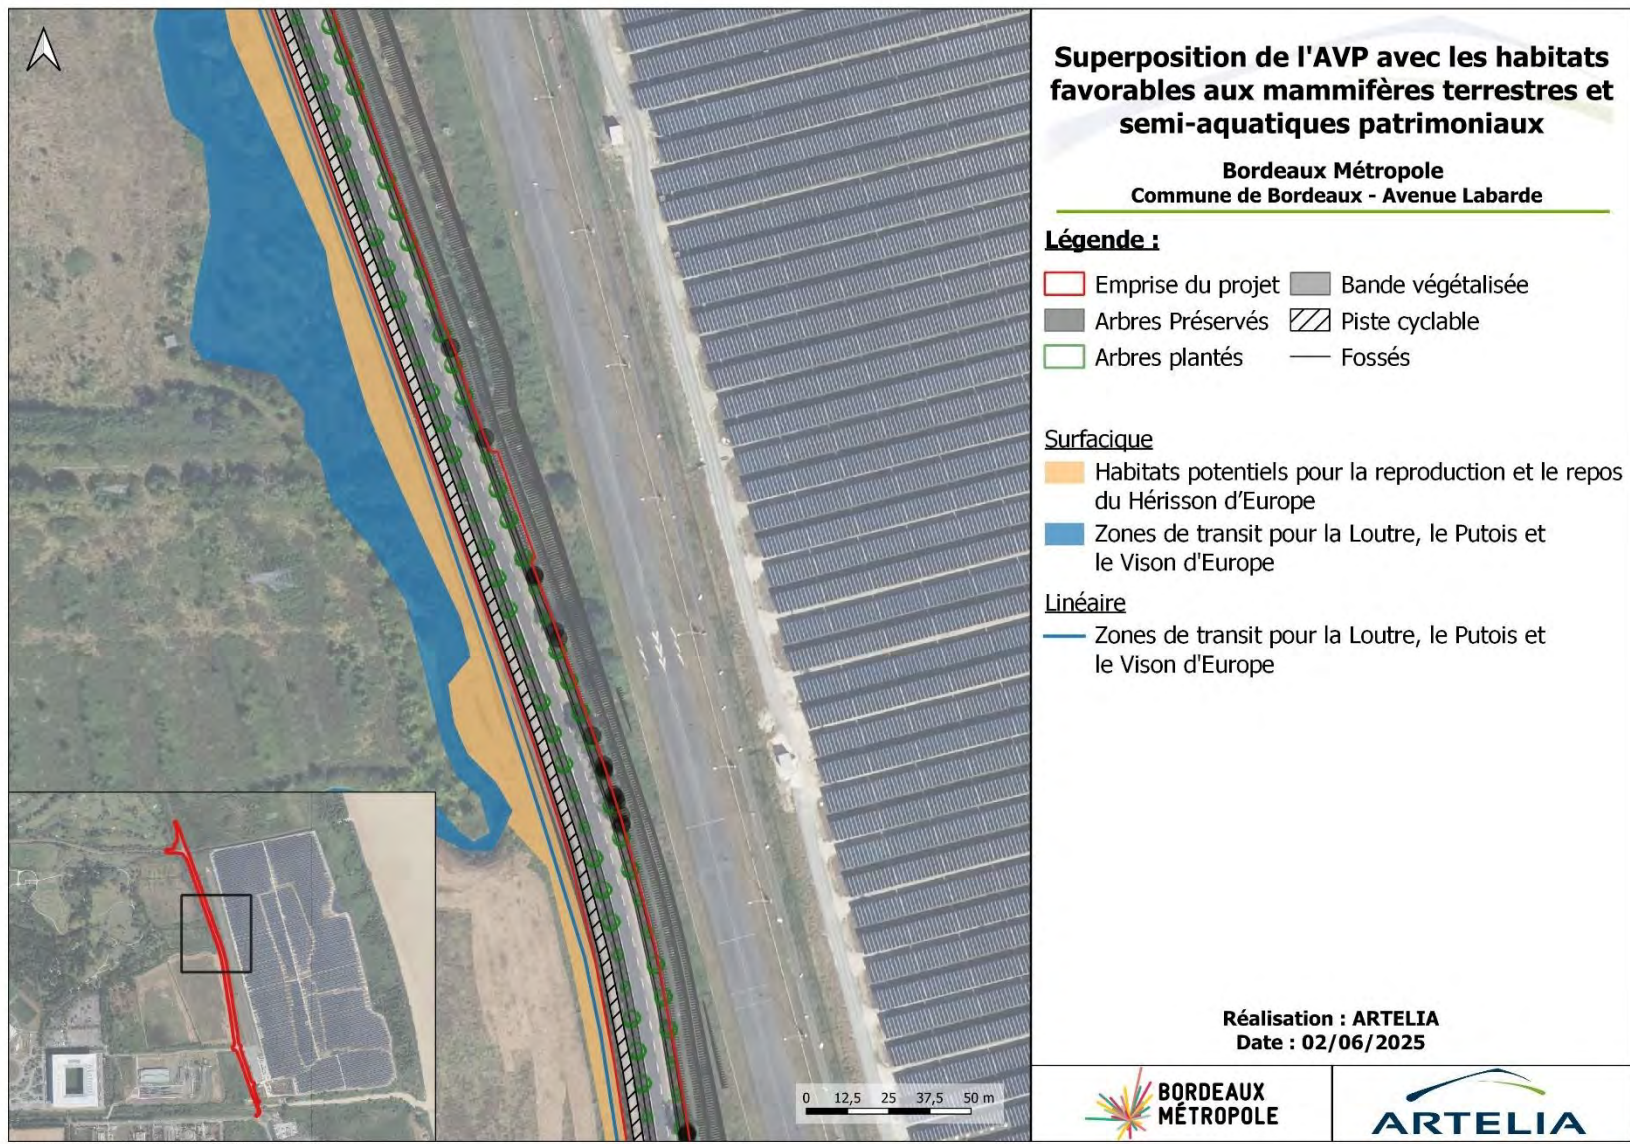 Superposition de l'AVP avec les habitats
favorables aux mammifères terrestres et
semi-aquatiques patrimoniaux
Bordeaux Métropole
Commune de Bordeaux - Avenue Labarde
Légende :
Emprise du projet
Bande végétalisée
Arbres Préservés
Piste cyclable
Arbres plantés
Fossés
Surfacique
Habitats potentiels pour la reproduction et le repos
du Hérisson d’Europe
Zones de transit pour la Loutre, le Putois et
le Vison d'Europe
Linéaire
Zones de transit pour la Loutre, le Putois et
le Vison d'Europe
0 12,5 25 37,5 50 m
Réalisation : ARTELIA
Date : 02/06/2025
BORDEAUX
MÉTROPOLE
ARTELIA